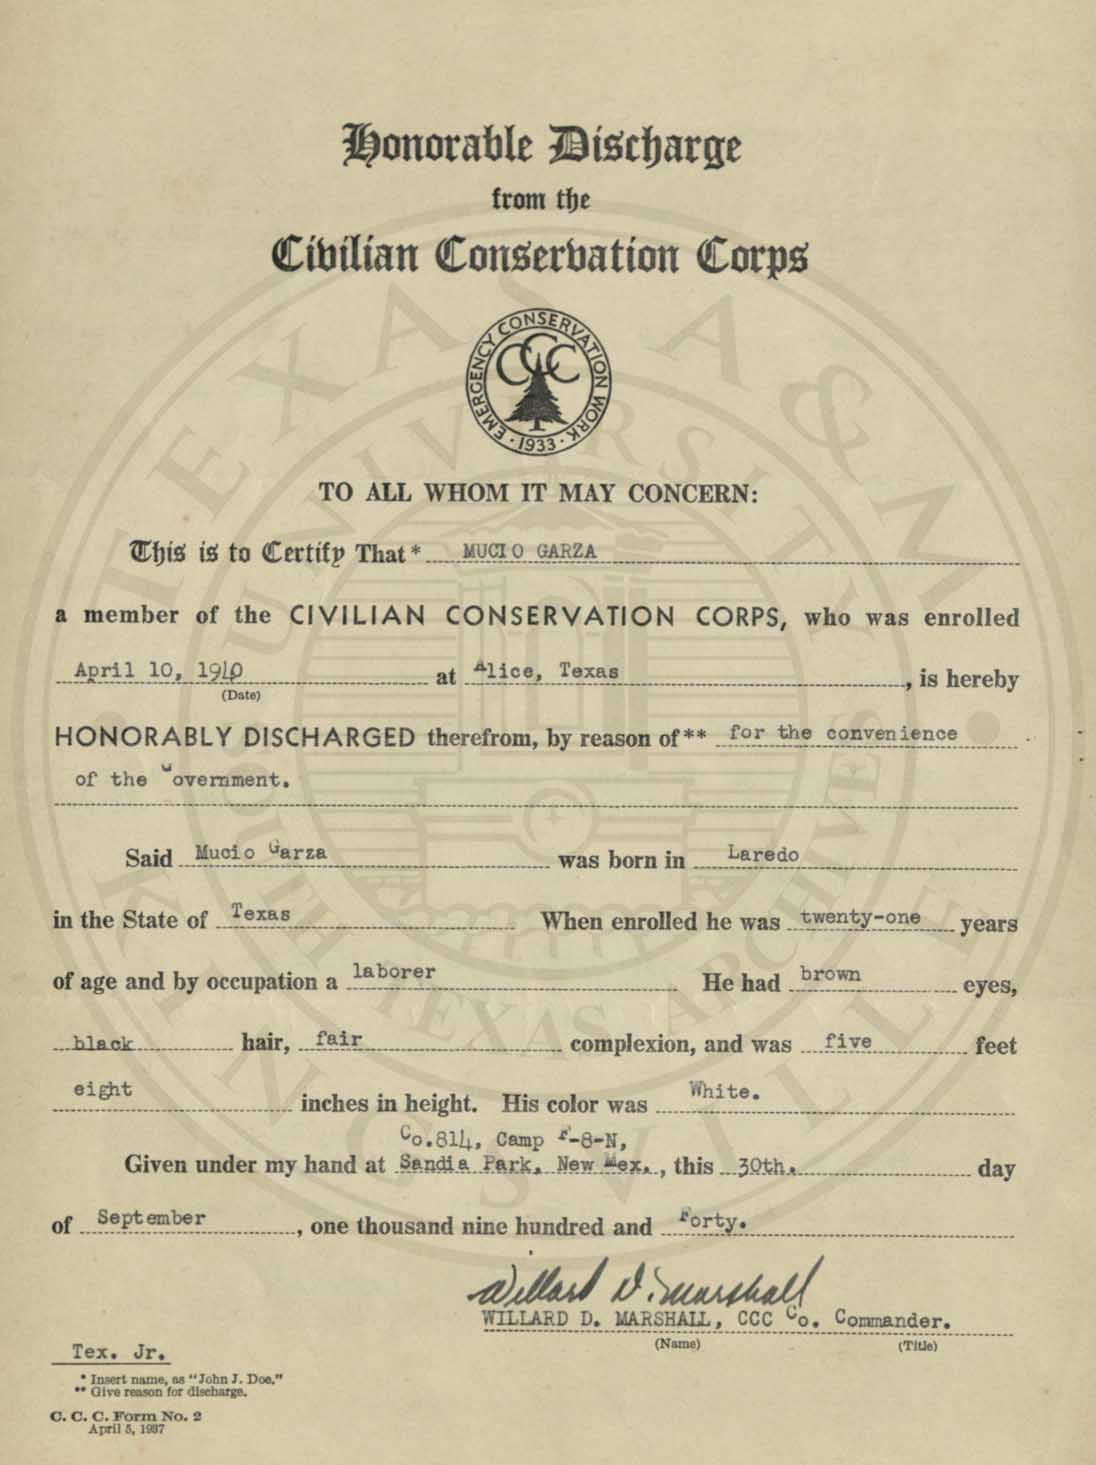 Honorable Discharge
from the
Civilian Conservation Corps
EMERGENCY CONSERVATION WORK
CCC
· 1933 ·
TO ALL WHOM IT MAY CONCERN:
This is to Certify That* MUCIO GARZA
a member of the CIVILIAN CONSERVATION CORPS, who was enrolled
April 10, 1940 at Alice, Texas, is hereby
(Date)
HONORABLY DISCHARGED therefrom, by reason of** for the convenience
of the Government.
Said Mucio Garza was born in Laredo
in the State of Texas When enrolled he was twenty-one years
of age and by occupation a laborer He had brown eyes,
black hair, fair complexion, and was five feet
eight inches in height. His color was White.
Co.814, Camp F-8-N,
Given under my hand at Sandia Park, New Mex., this 30th. day
of September, one thousand nine hundred and Forty.
Willard D. Marshall
WILLARD D. MARSHALL, CCC Co. Commander.
(Name) (Title)
Tex. Jr.
* Insert name, as "John J. Doe."
** Give reason for discharge.
C. C. C. Form No. 2
April 5, 1937
TEXAS A&M UNIVERSITY
KINGSVILLE
SOUTH TEXAS ARCHIVES